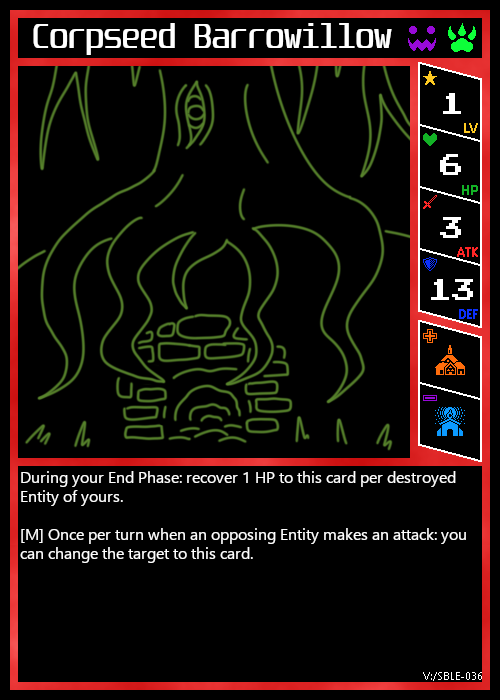 Corpseed Barrowillow
1
LV
6
HP
3
ATK
13
DEF
During your End Phase: recover 1 HP to this card per destroyed
Entity of yours.
[M] Once per turn when an opposing Entity makes an attack: you
can change the target to this card.
V:/SBLE-036